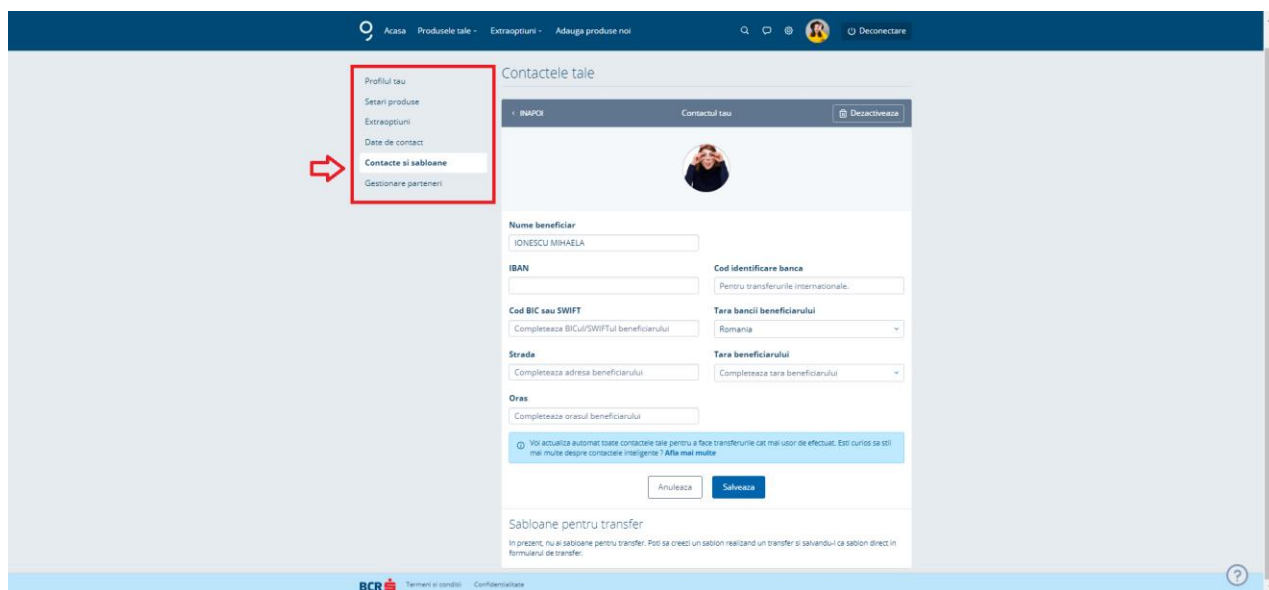 Acasa Produsele tale Extraoptiuni Adauga produse noi Deconectare
Profilul tau
Setari produse
Extraoptiuni
Date de contact
Contacte si sabloane
Gestionare parteneri
Contactele tale
< INAPOI Contactul tau Dezactiveaza
Nume beneficiar
IONESCU MIHAELA
IBAN Cod identificare banca
Pentru transferurile internationale.
Cod BIC sau SWIFT Tara bancii beneficiarului
Completeaza BICul/SWIFTul beneficiarului Romania
Strada Tara beneficiarului
Completeaza adresa beneficiarului Completeaza tara beneficiarului
Oras
Completeaza orasul beneficiarului
Voi actualiza automat toate contactele tale pentru a face transferurile cat mai usor de efectuat. Esti curios sa stii
mai multe despre contactele inteligente ? Afla mai multe
Anuleaza Salveaza
Sabloane pentru transfer
In prezent, nu ai sabloane pentru transfer. Poti sa creezi un sablon realizand un transfer si salvandu-l ca sablon direct in
formularul de transfer.
BCR Termeni si conditii Confidentialitate
?